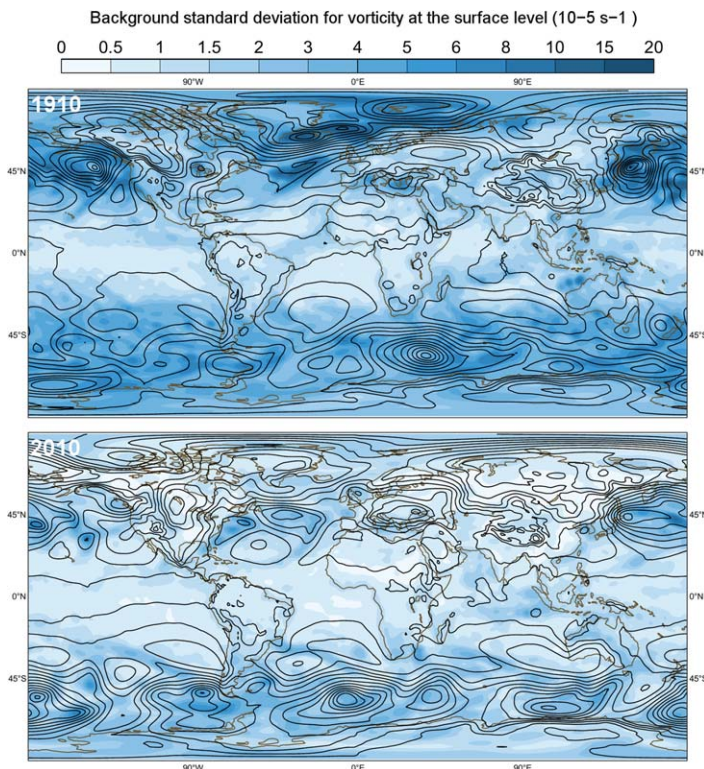 Background standard deviation for vorticity at the surface level (10−5 s−1 )
0 0.5 1 1.5 2 3 4 5 6 8 10 15 20
90°W 0°E 90°E
1910
45°N 45°N
0°N 0°N
45°S 45°S
2010
45°N 45°N
0°N 0°N
45°S 45°S
90°W 0°E 90°E